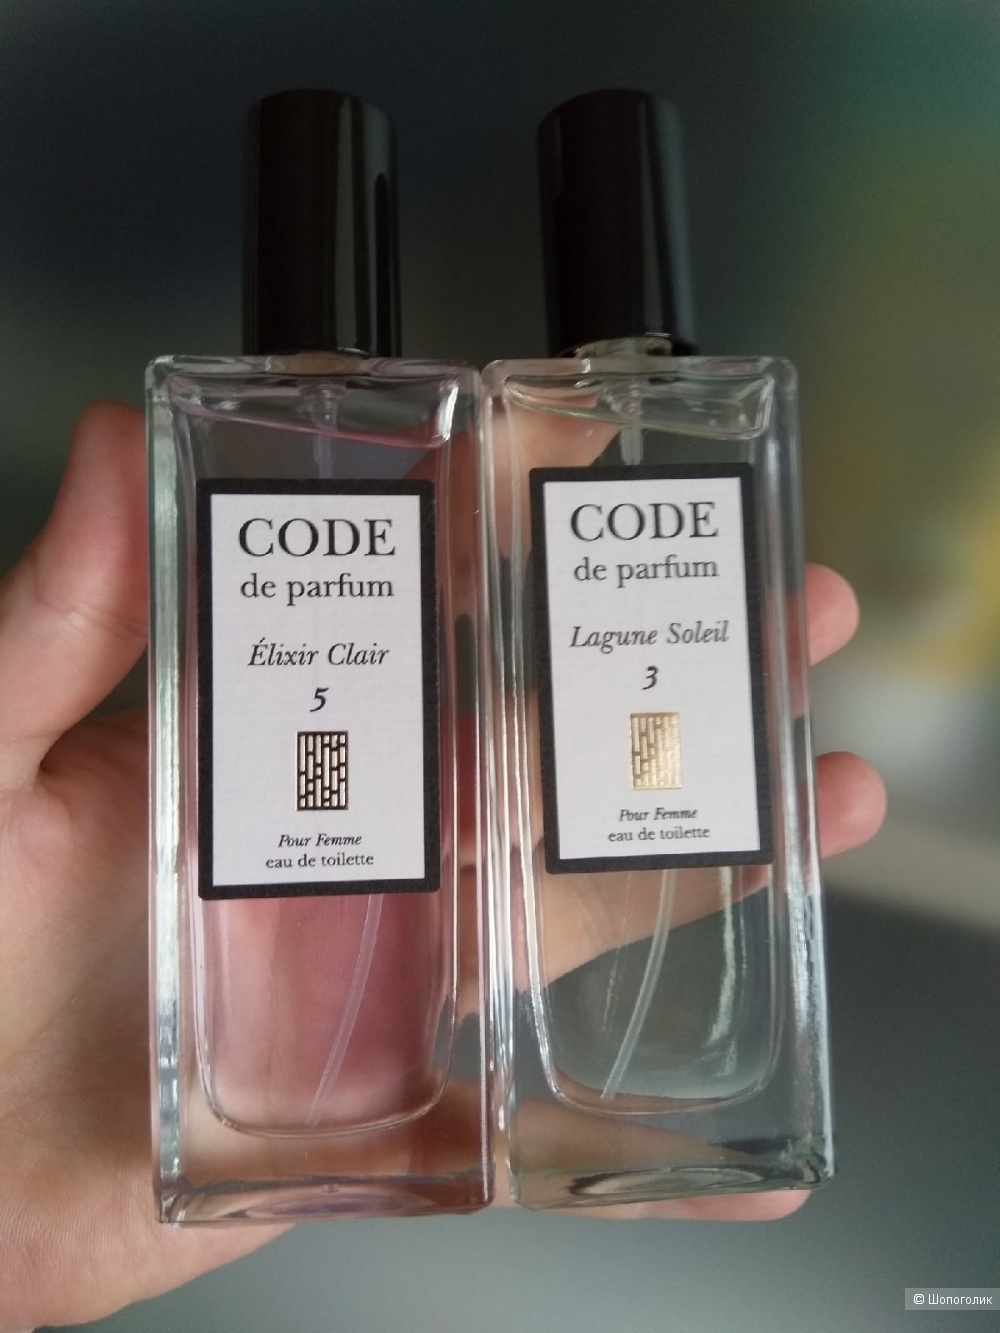 CODE
de parfum
Élixir Clair
5
Pour Femme
eau de toilette
CODE
de parfum
Lagune Soleil
3
Pour Femme
eau de toilette
© Шопоголик